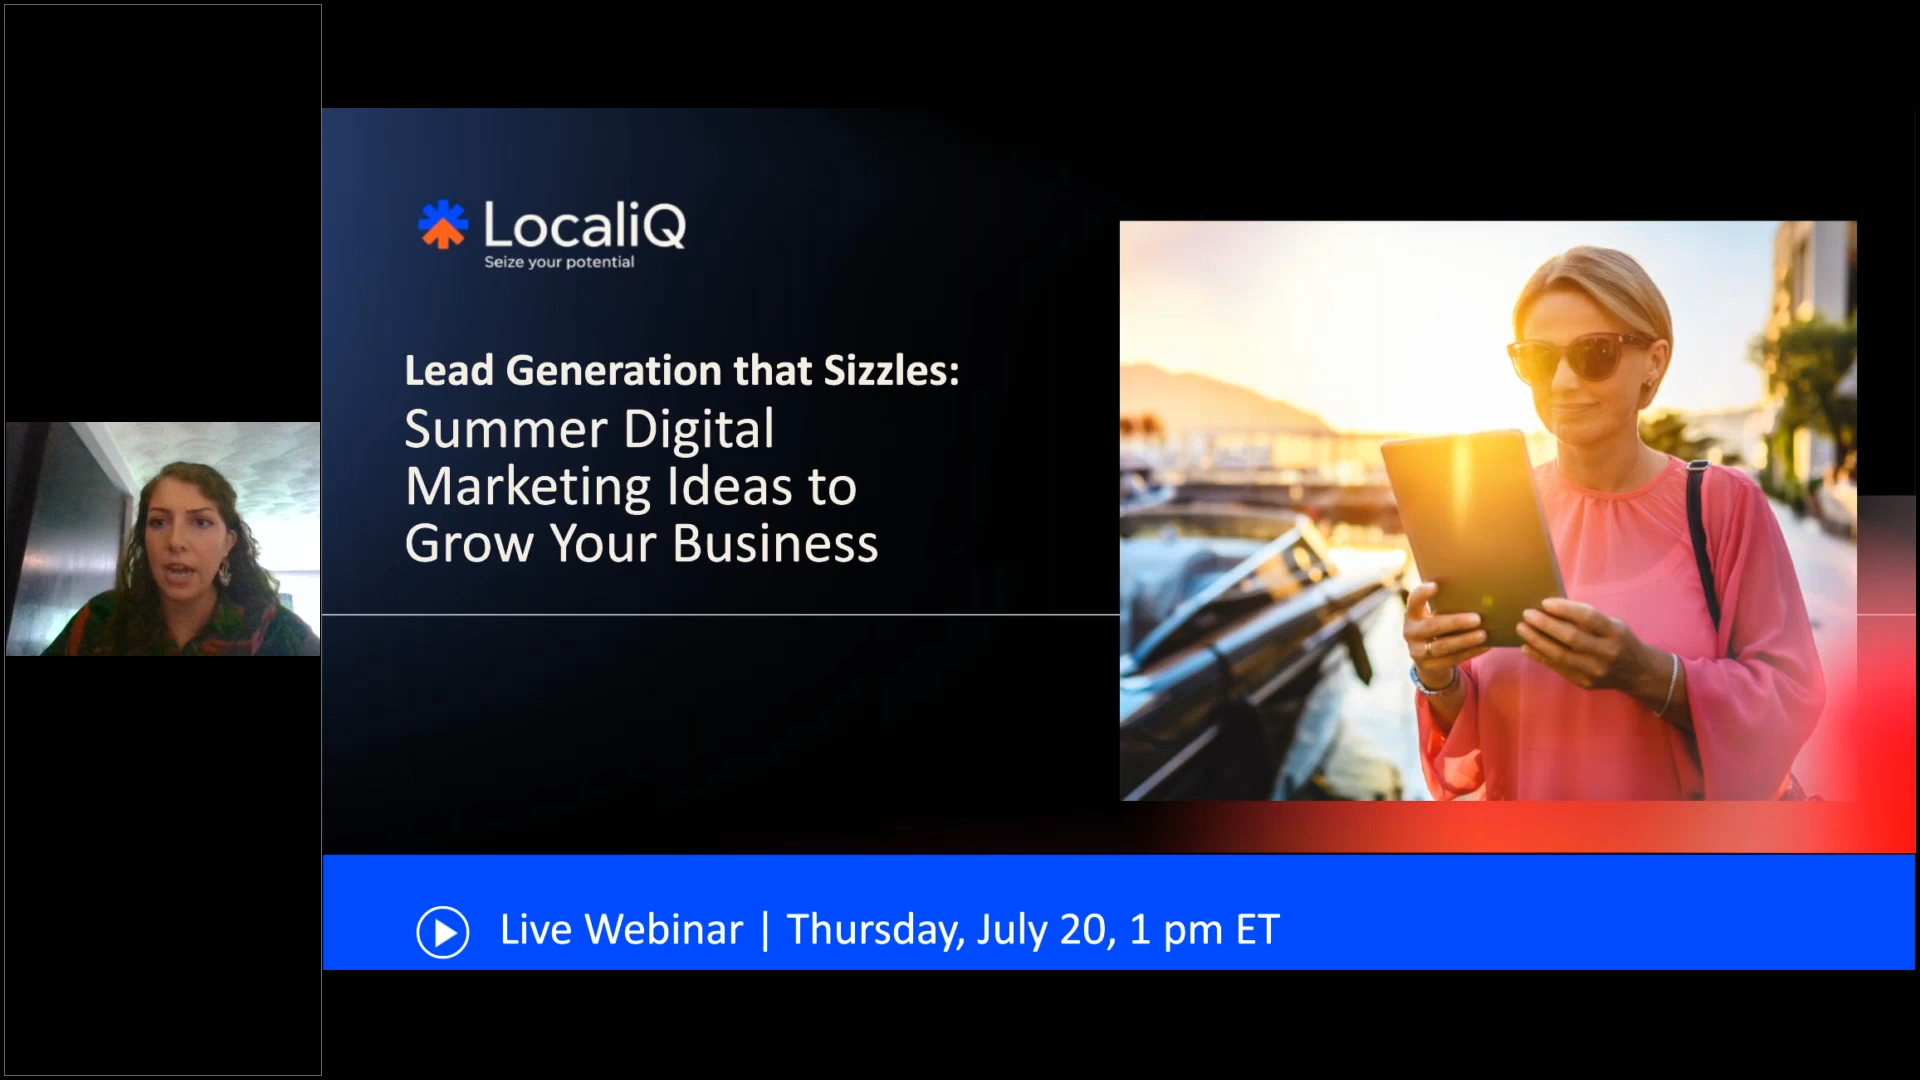 LocaliQ
Seize your potential
Lead Generation that Sizzles:
Summer Digital
Marketing Ideas to
Grow Your Business
Live Webinar | Thursday, July 20, 1 pm ET